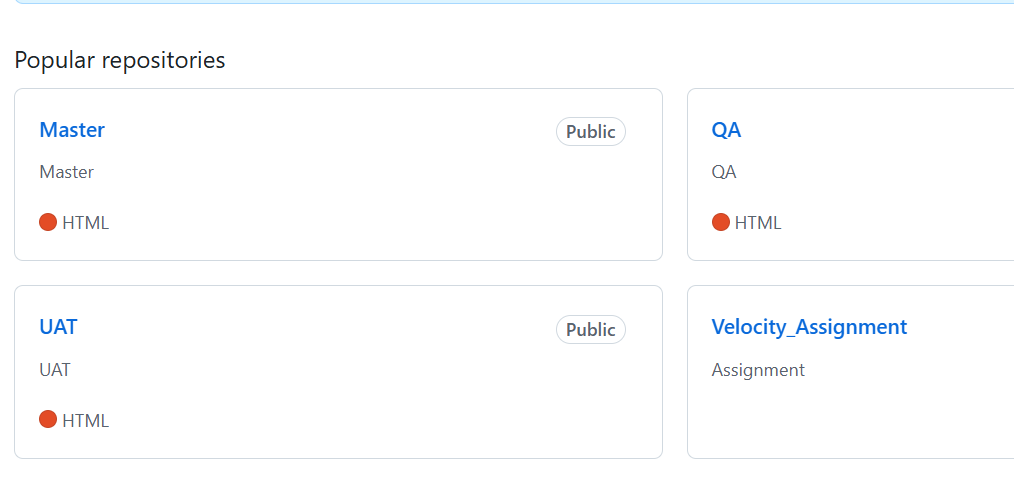 Popular repositories
Master
Public
Master
HTML
QA
QA
HTML
UAT
Public
UAT
HTML
Velocity_Assignment
Assignment